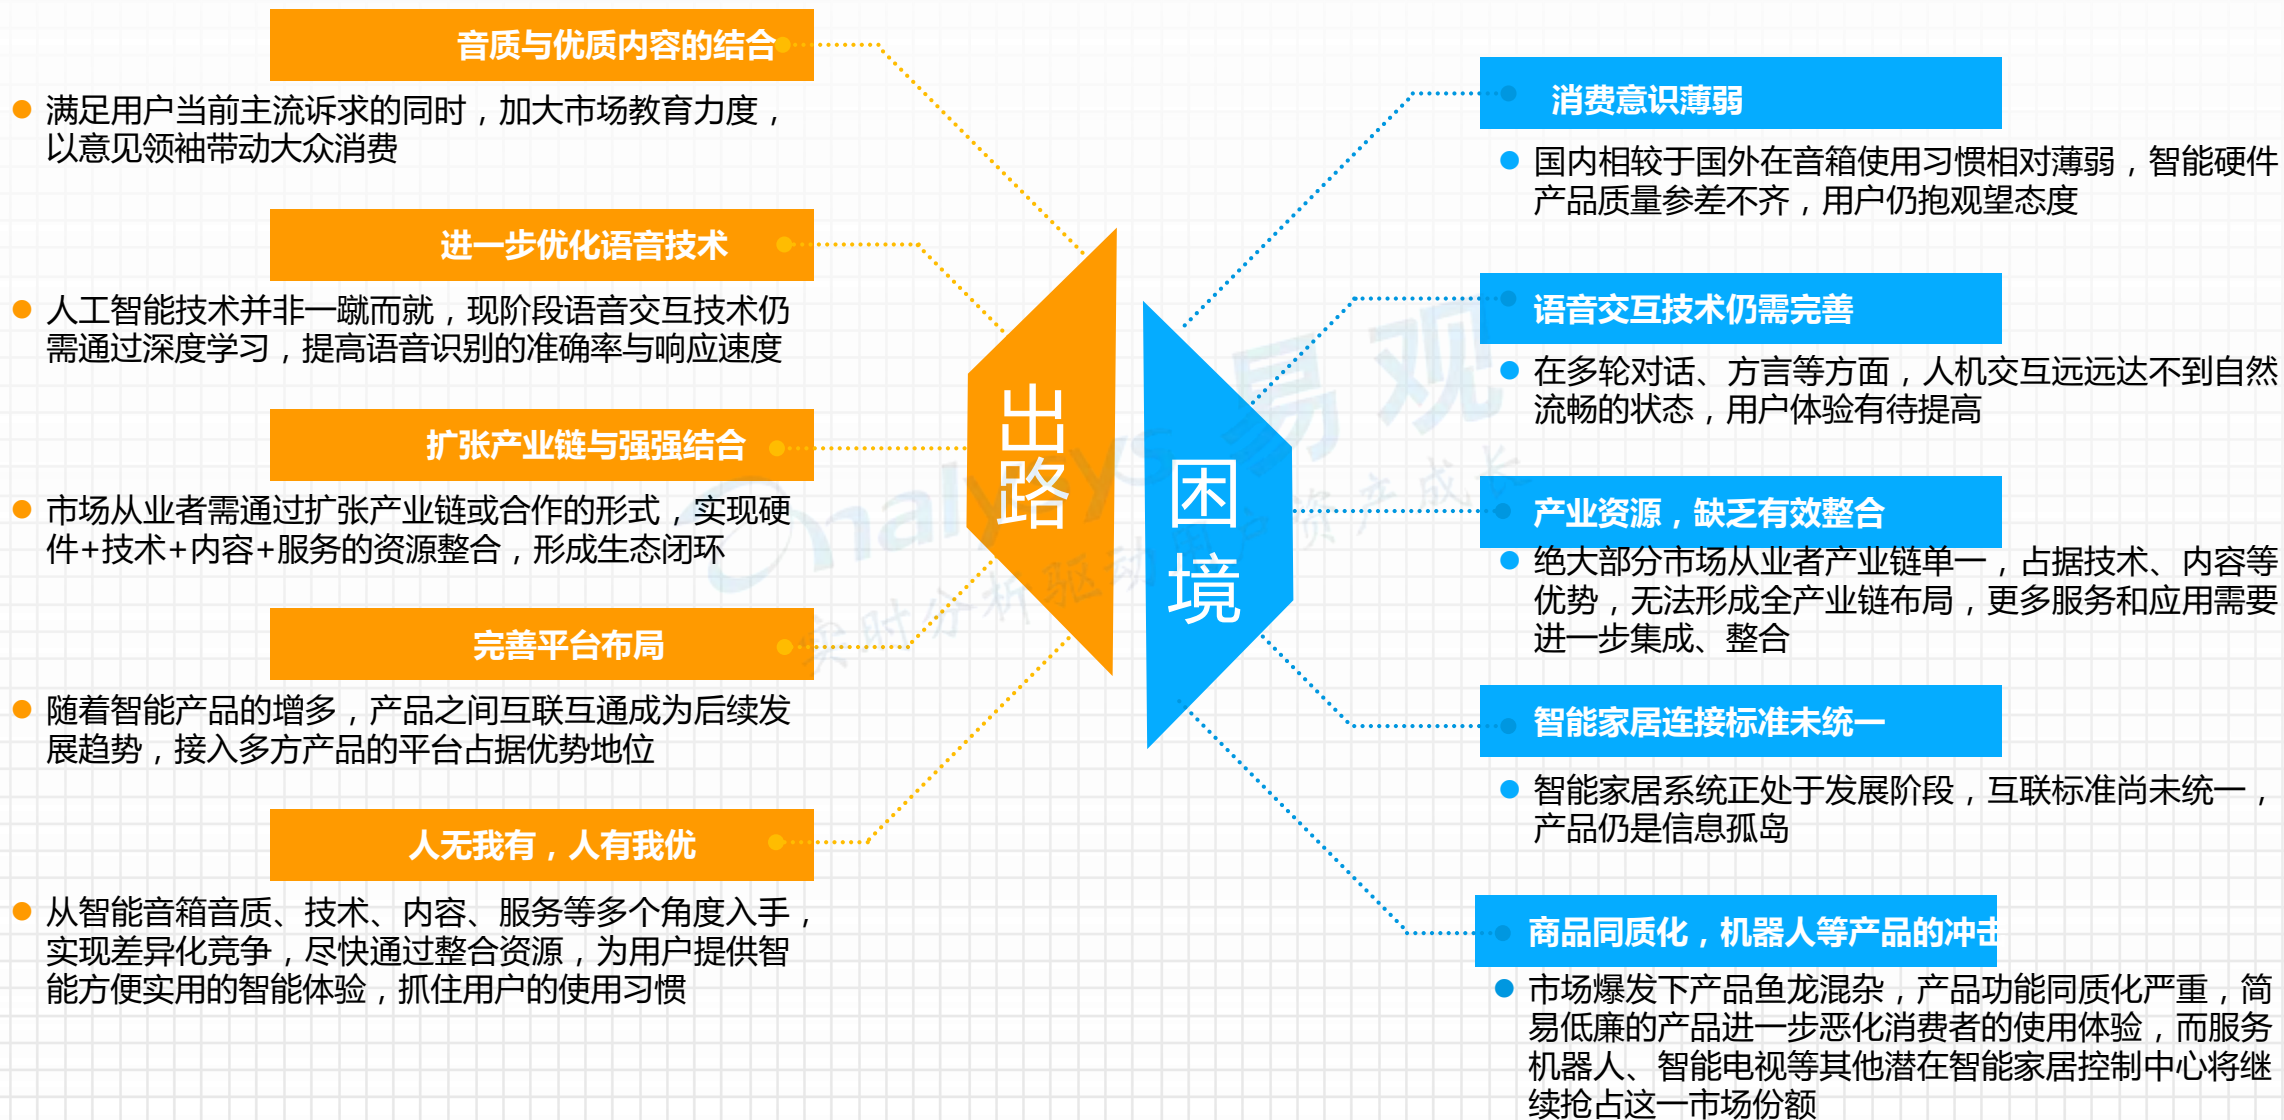 音质与优质内容的结合
满足用户当前主流诉求的同时，加大市场教育力度，
以意见领袖带动大众消费
进一步优化语音技术
人工智能技术并非一蹴而就，现阶段语音交互技术仍
需通过深度学习，提高语音识别的准确率与响应速度
扩张产业链与强强结合
市场从业者需通过扩张产业链或合作的形式，实现硬
件+技术+内容+服务的资源整合，形成生态闭环
完善平台布局
随着智能产品的增多，产品之间互联互通成为后续发
展趋势，接入多方产品的平台占据优势地位
人无我有，人有我优
从智能音箱音质、技术、内容、服务等多个角度入手，
实现差异化竞争，尽快通过整合资源，为用户提供智
能方便实用的智能体验，抓住用户的使用习惯
出路
困境
消费意识薄弱
国内相较于国外在音箱使用习惯相对薄弱，智能硬件
产品质量参差不齐，用户仍抱观望态度
语音交互技术仍需完善
在多轮对话、方言等方面，人机交互远远达不到自然
流畅的状态，用户体验有待提高
产业资源，缺乏有效整合
绝大部分市场从业者产业链单一，占据技术、内容等
优势，无法形成全产业链布局，更多服务和应用需要
进一步集成、整合
智能家居连接标准未统一
智能家居系统正处于发展阶段，互联标准尚未统一，
产品仍是信息孤岛
商品同质化，机器人等产品的冲击
市场爆发下产品鱼龙混杂，产品功能同质化严重，简
易低廉的产品进一步恶化消费者的使用体验，而服务
机器人、智能电视等其他潜在智能家居控制中心将继
续抢占这一市场份额
analysys 易观
实时分析驱动用户资产成长